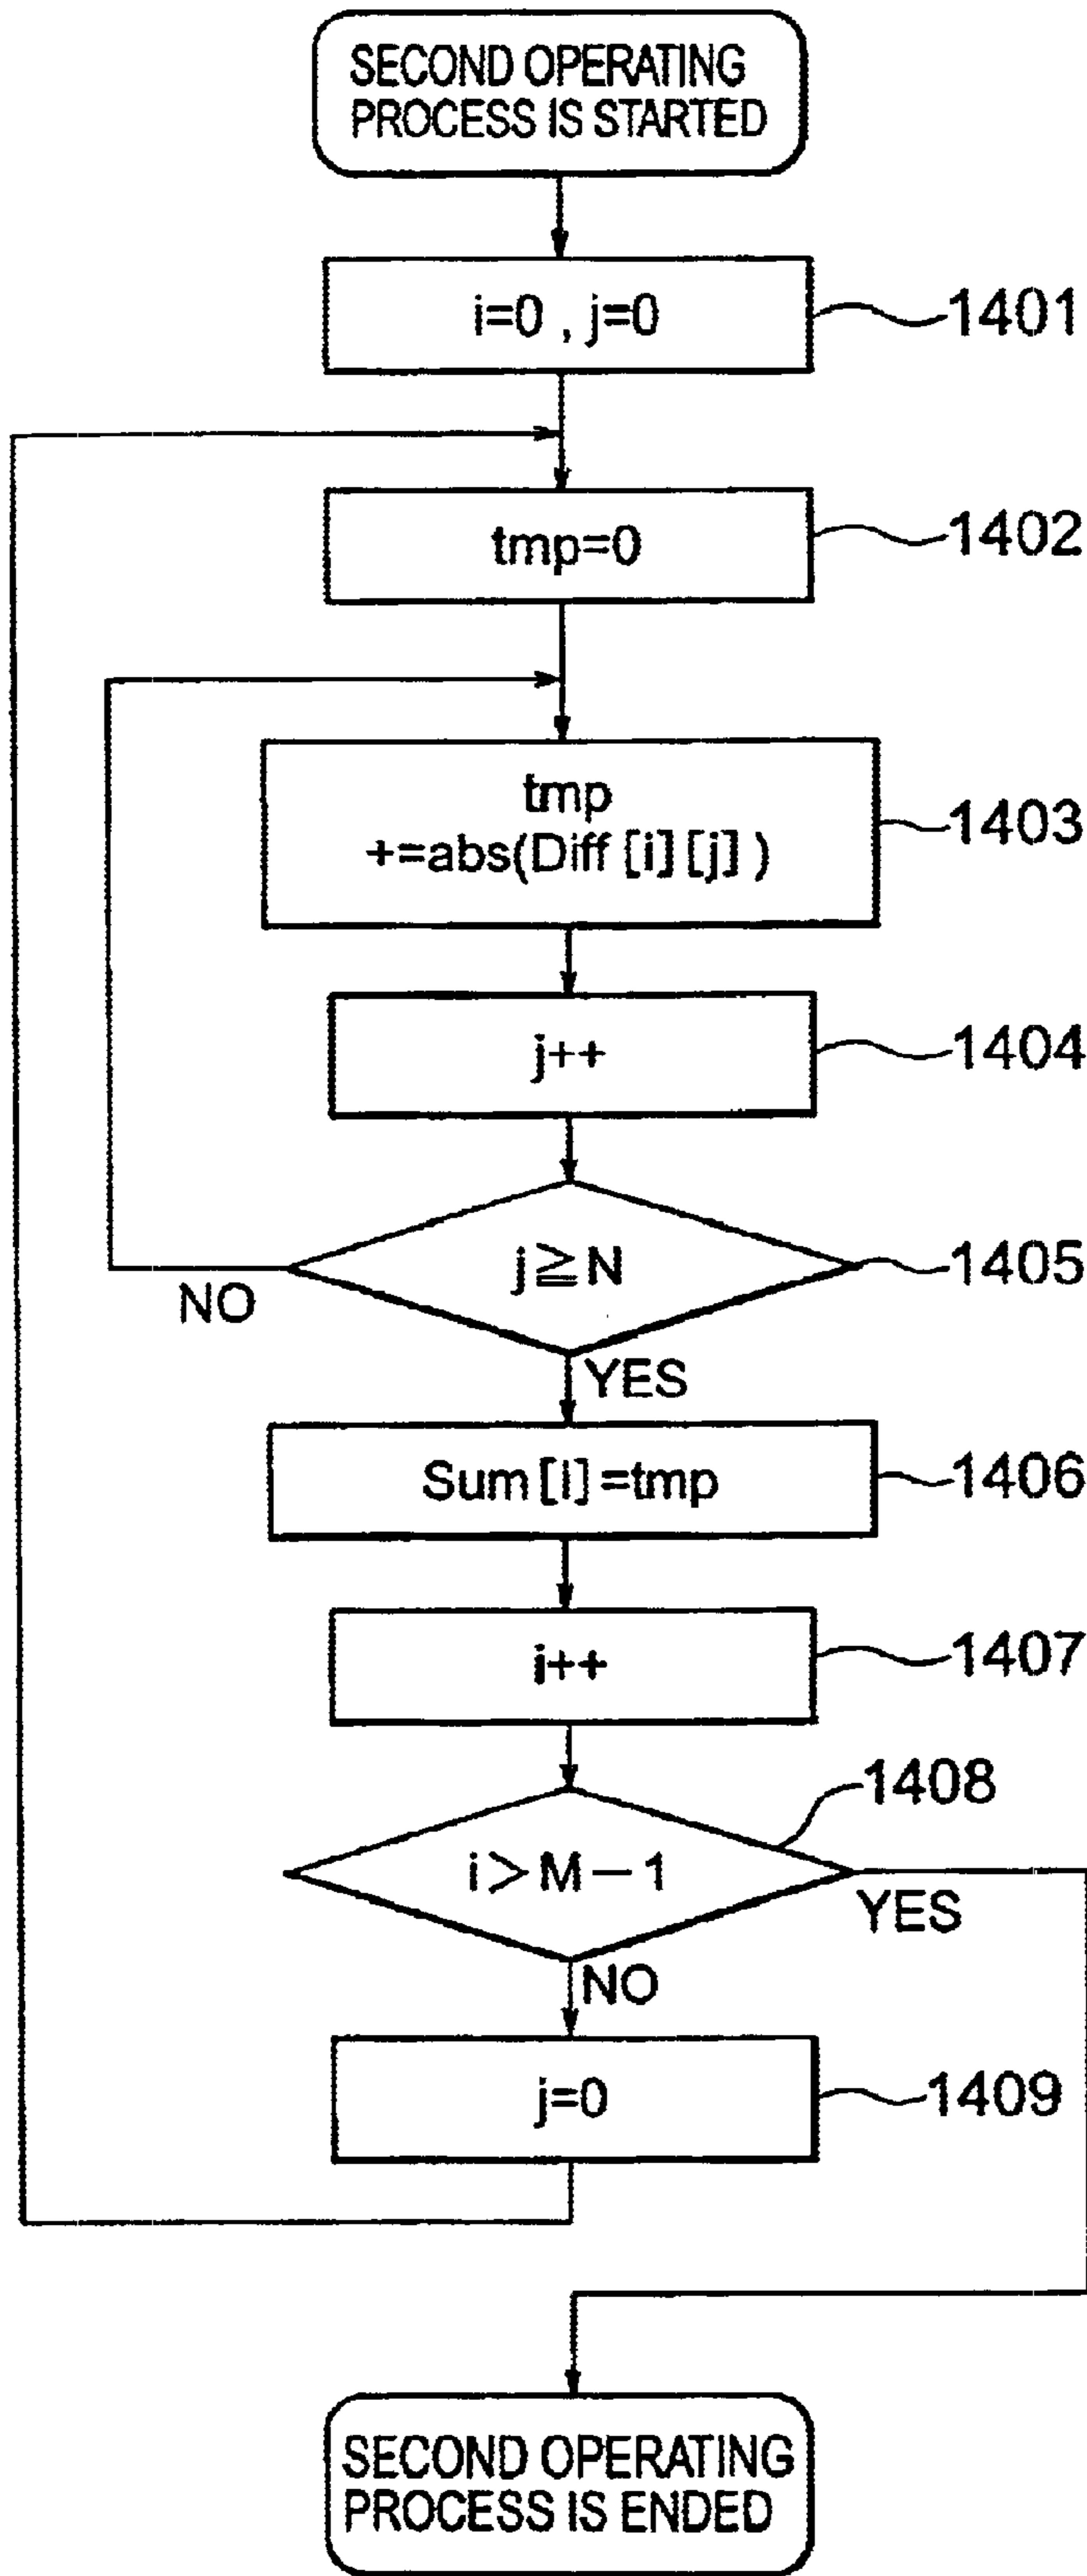 SECOND OPERATING
PROCESS IS STARTED
i=0 , j=0
1401
tmp=0
1402
tmp
+=abs(Diff [i] [j] )
1403
j++
1404
j≧N
1405
NO
YES
Sum [I] =tmp
1406
i++
1407
1408
i>M-1
YES
NO
j=0
1409
SECOND OPERATING
PROCESS IS ENDED